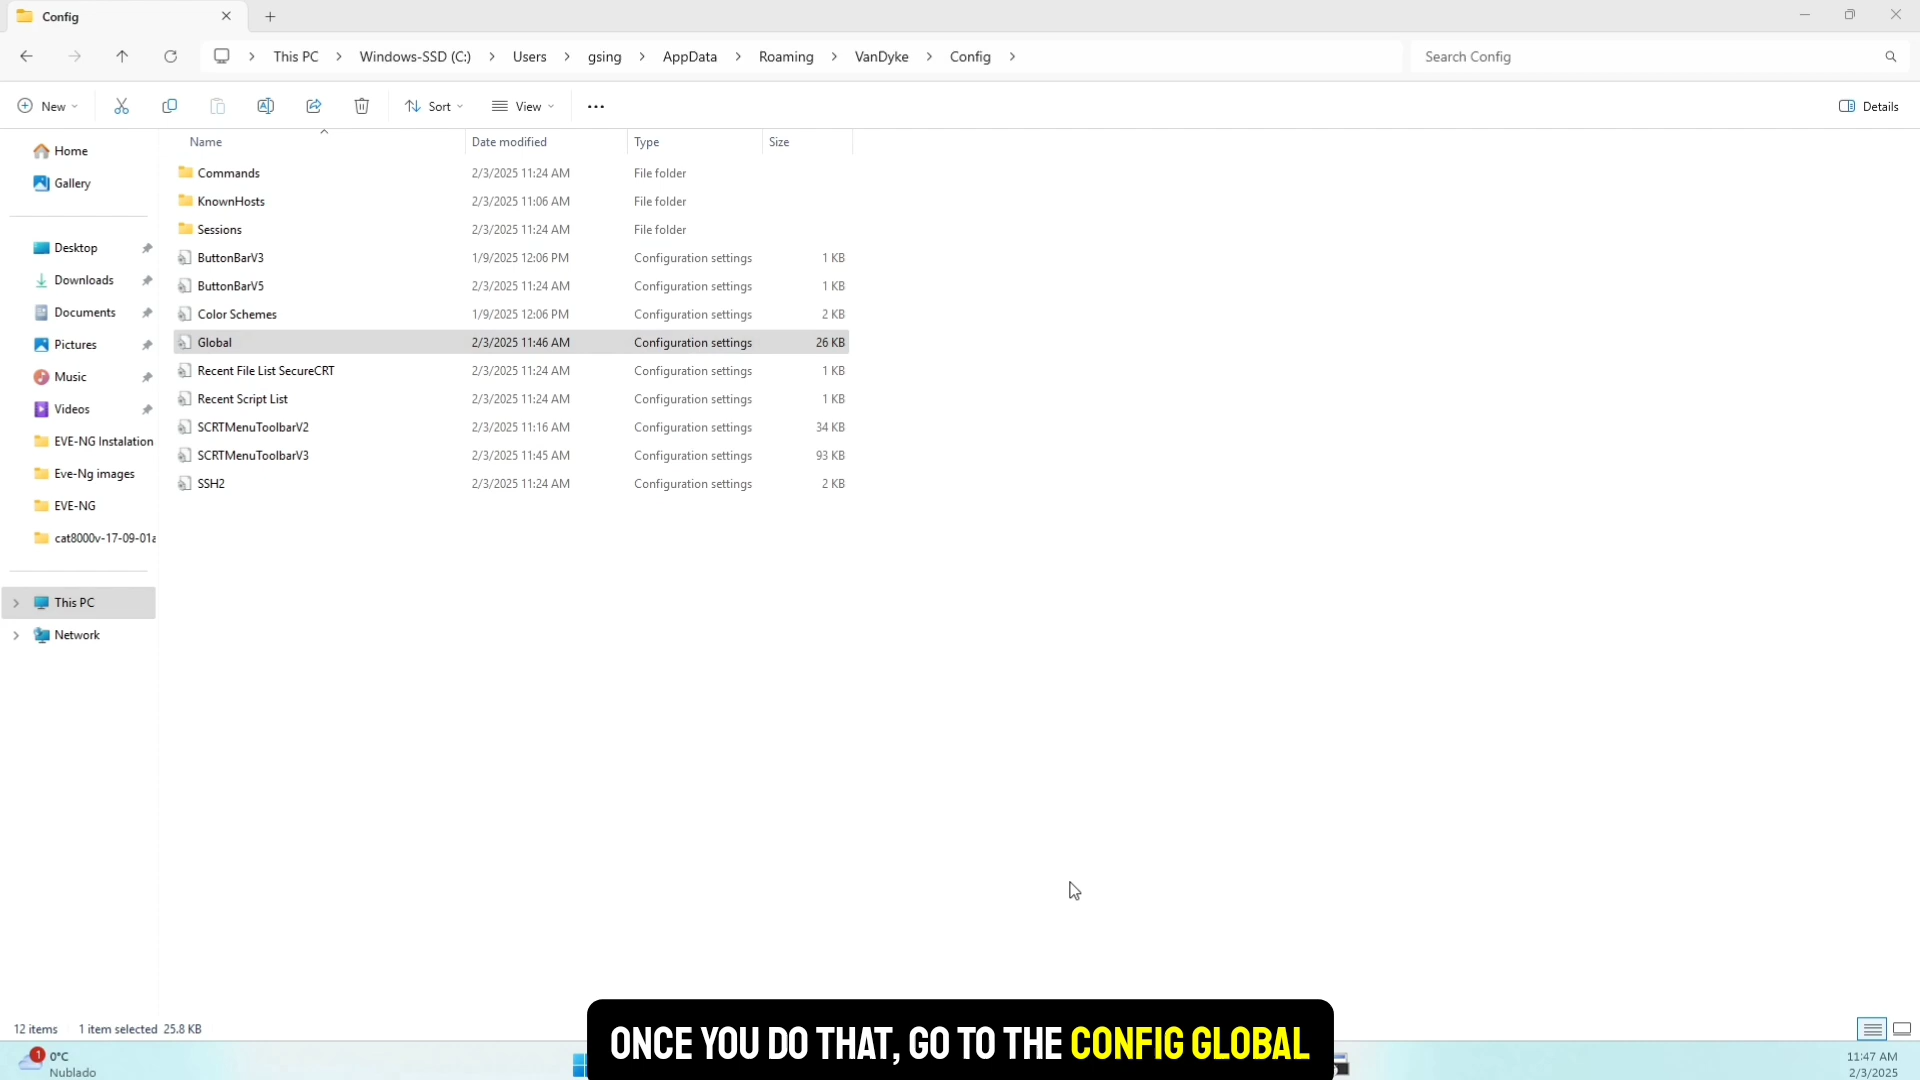 Config
This PC > Windows-SSD (C:) > Users > gsing > AppData > Roaming > VanDyke > Config >
Search Config
New
Sort
View
Details
Name Date modified Type Size
Home
Gallery
Desktop
Downloads
Documents
Pictures
Music
Videos
EVE-NG Instalation
Eve-Ng images
EVE-NG
cat8000v-17-09-01a
This PC
Network
Commands 2/3/2025 11:24 AM File folder
KnownHosts 2/3/2025 11:06 AM File folder
Sessions 2/3/2025 11:24 AM File folder
ButtonBarV3 1/9/2025 12:06 PM Configuration settings 1 KB
ButtonBarV5 2/3/2025 11:24 AM Configuration settings 1 KB
Color Schemes 1/9/2025 12:06 PM Configuration settings 2 KB
Global 2/3/2025 11:46 AM Configuration settings 26 KB
Recent File List SecureCRT 2/3/2025 11:24 AM Configuration settings 1 KB
Recent Script List 2/3/2025 11:24 AM Configuration settings 1 KB
SCRTMenuToolbarV2 2/3/2025 11:16 AM Configuration settings 34 KB
SCRTMenuToolbarV3 2/3/2025 11:45 AM Configuration settings 93 KB
SSH2 2/3/2025 11:24 AM Configuration settings 2 KB
12 items 1 item selected 25.8 KB
ONCE YOU DO THAT, GO TO THE CONFIG GLOBAL
1
0°C
Nublado
11:47 AM
2/3/2025